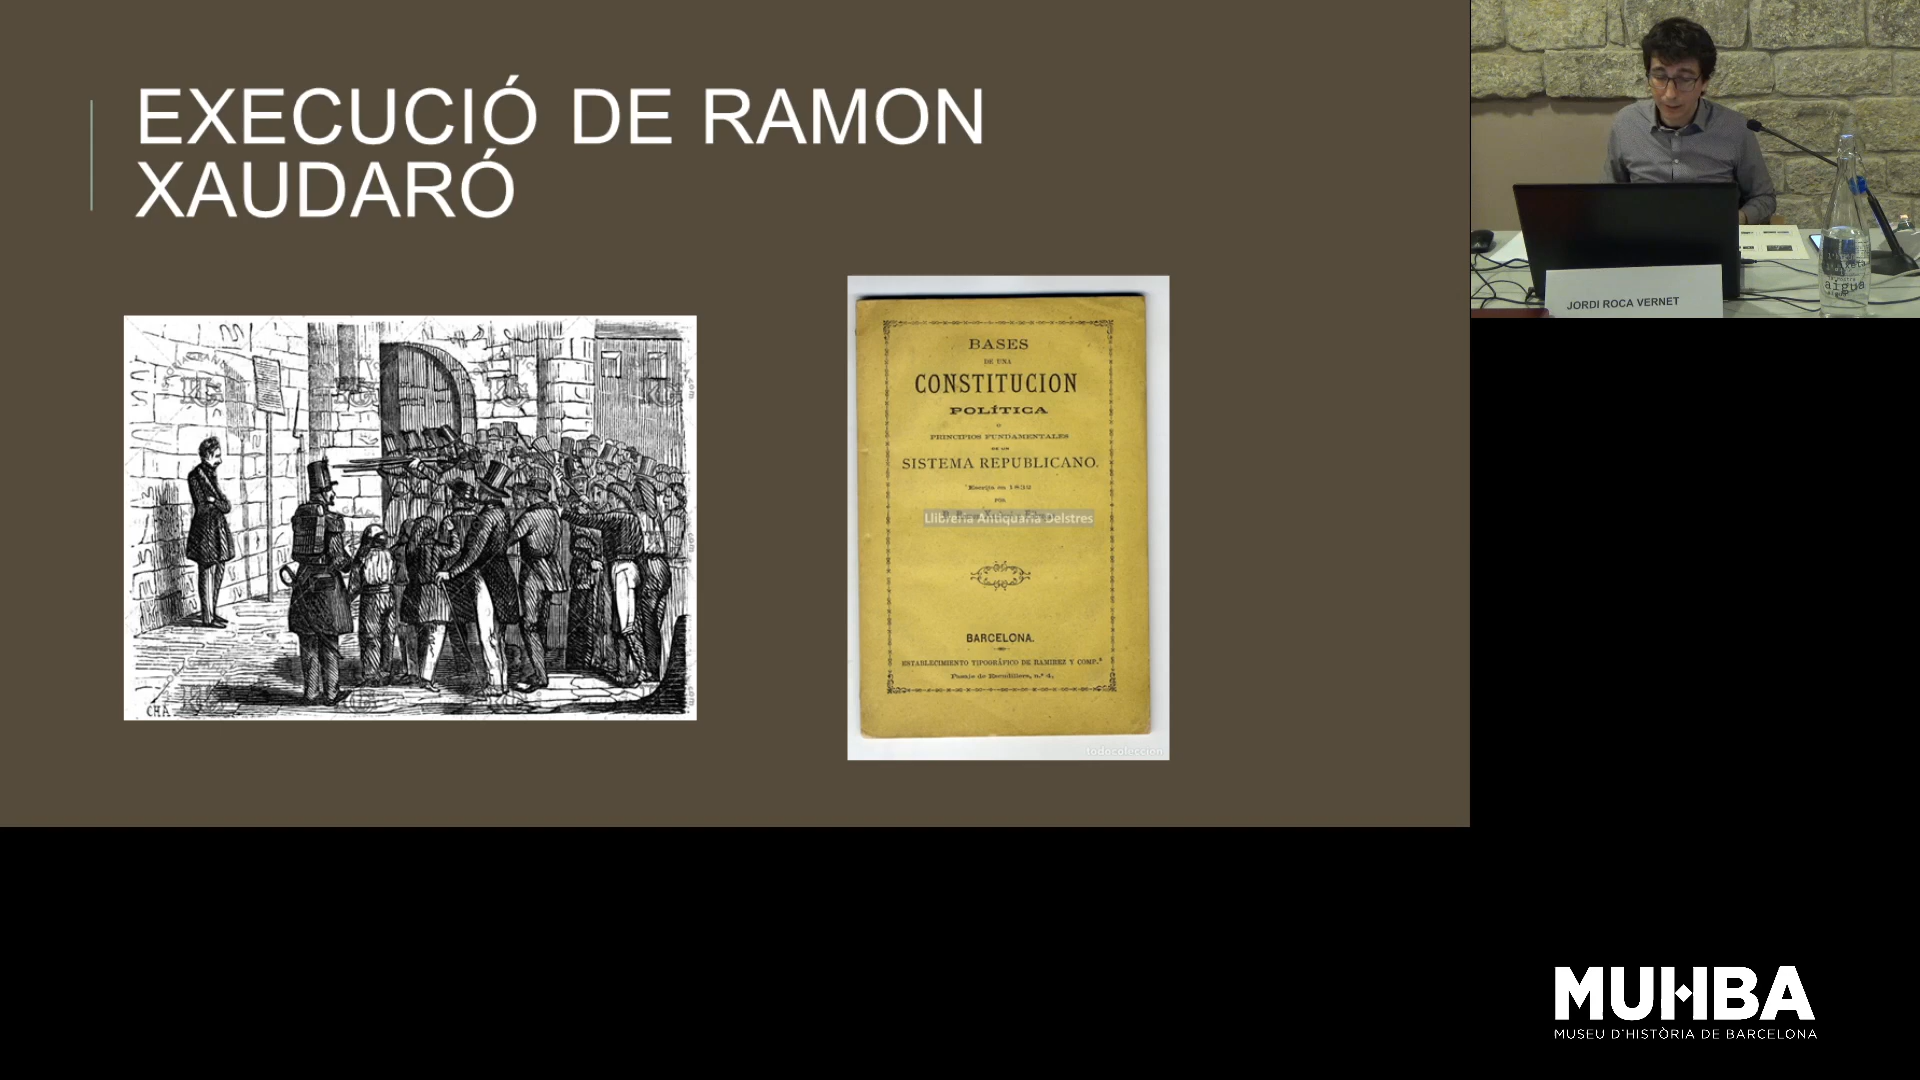 EXECUCIÓ DE RAMON
XAUDARÓ
BASES
DE UNA
CONSTITUCION
POLÍTICA
Ó
PRINCIPIOS FUNDAMENTALES
DE UN
SISTEMA REPUBLICANO.
Escrita en 1832
POR
Llibreria Antiquaria Delstres
BARCELONA.
ESTABLECIMIENTO TIPOGRÁFICO DE RAMIREZ Y COMP.ª
Pasaje de Escudillers, n.º 4.
todocoleccion
CHA
JORDI ROCA VERNET
aigua
MUHBA
MUSEU D'HISTÒRIA DE BARCELONA